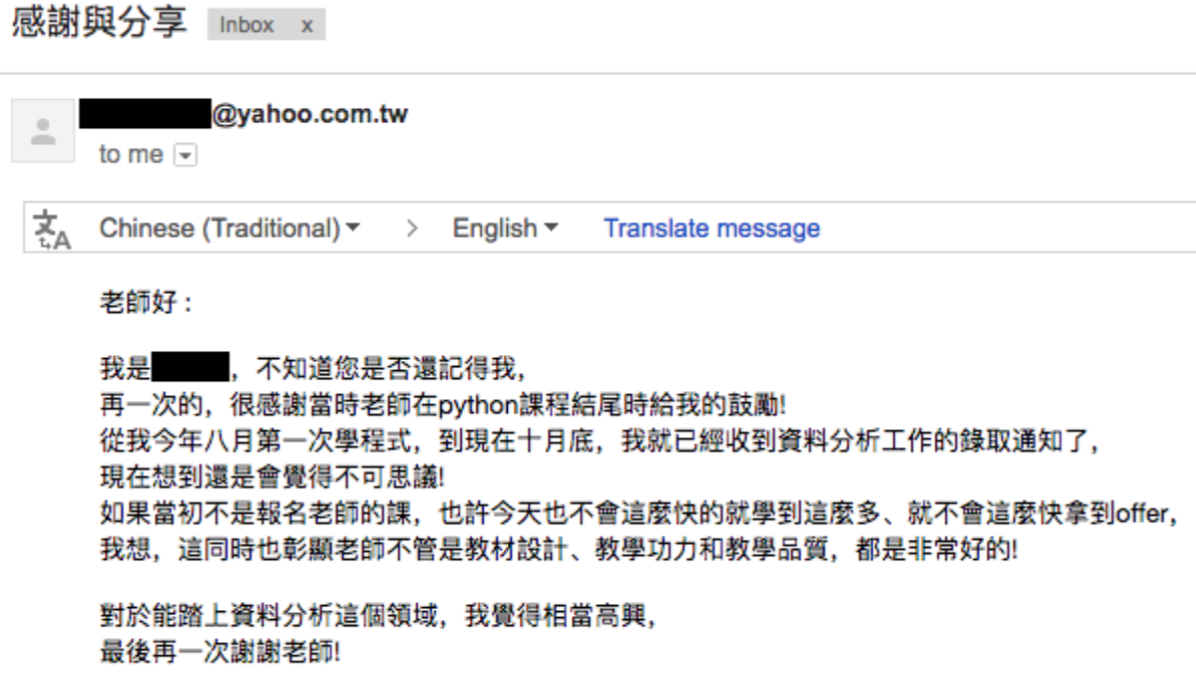 感謝與分享 Inbox x
@yahoo.com.tw
to me
文A Chinese (Traditional) > English Translate message
老師好：
我是，不知道您是否還記得我，
再一次的，很感謝當時老師在python課程結尾時給我的鼓勵!
從我今年八月第一次學程式，到現在十月底，我就已經收到資料分析工作的錄取通知了，
現在想到還是會覺得不可思議!
如果當初不是報名老師的課，也許今天也不會這麼快的就學到這麼多、就不會這麼快拿到offer，
我想，這同時也彰顯老師不管是教材設計、教學功力和教學品質，都是非常好的!
對於能踏上資料分析這個領域，我覺得相當高興，
最後再一次謝謝老師!